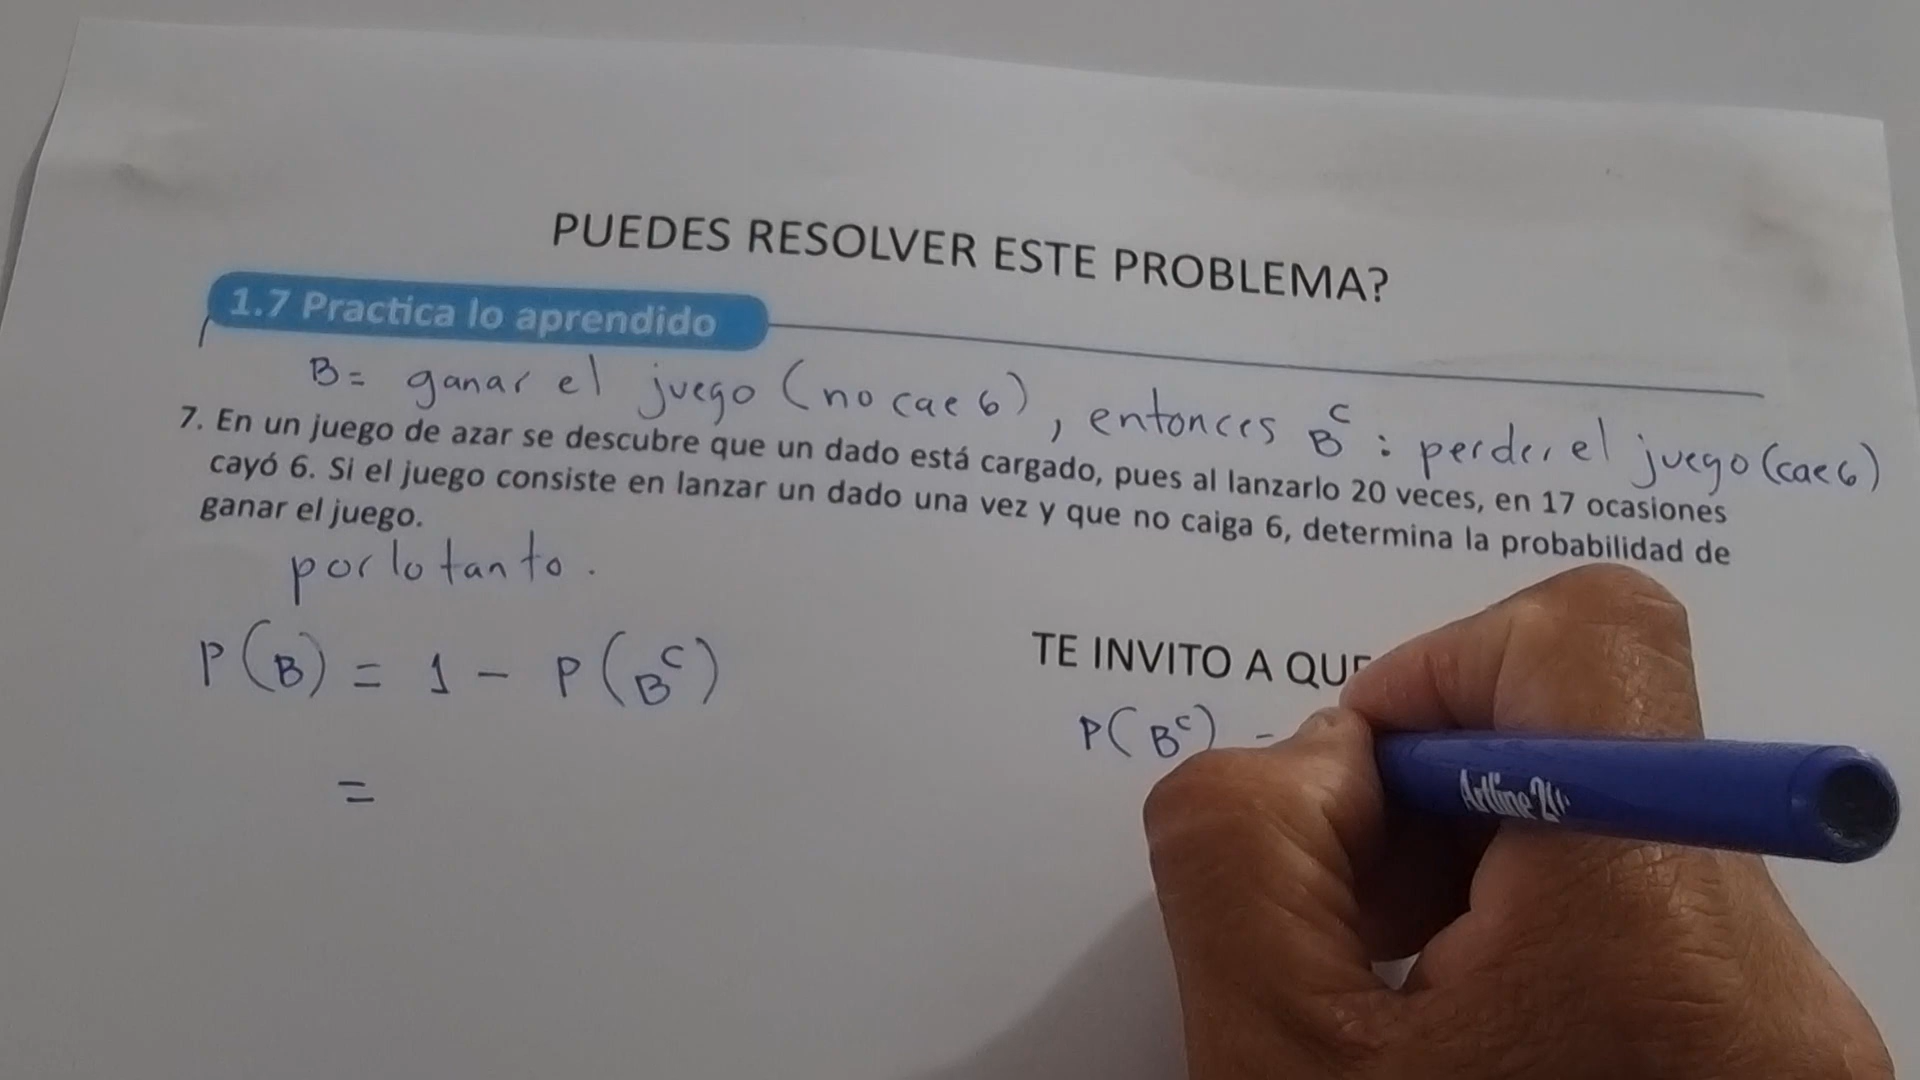 PUEDES RESOLVER ESTE PROBLEMA?
1.7 Practica lo aprendido
B = ganar el juego (no cae 6), entonces B^c : perder el juego (cae 6)
7. En un juego de azar se descubre que un dado está cargado, pues al lanzarlo 20 veces, en 17 ocasiones
cayó 6. Si el juego consiste en lanzar un dado una vez y que no caiga 6, determina la probabilidad de
ganar el juego.
por lo tanto.
P(B) = 1 - P(B^c)
TE INVITO A
P(B^c)
=
Artline